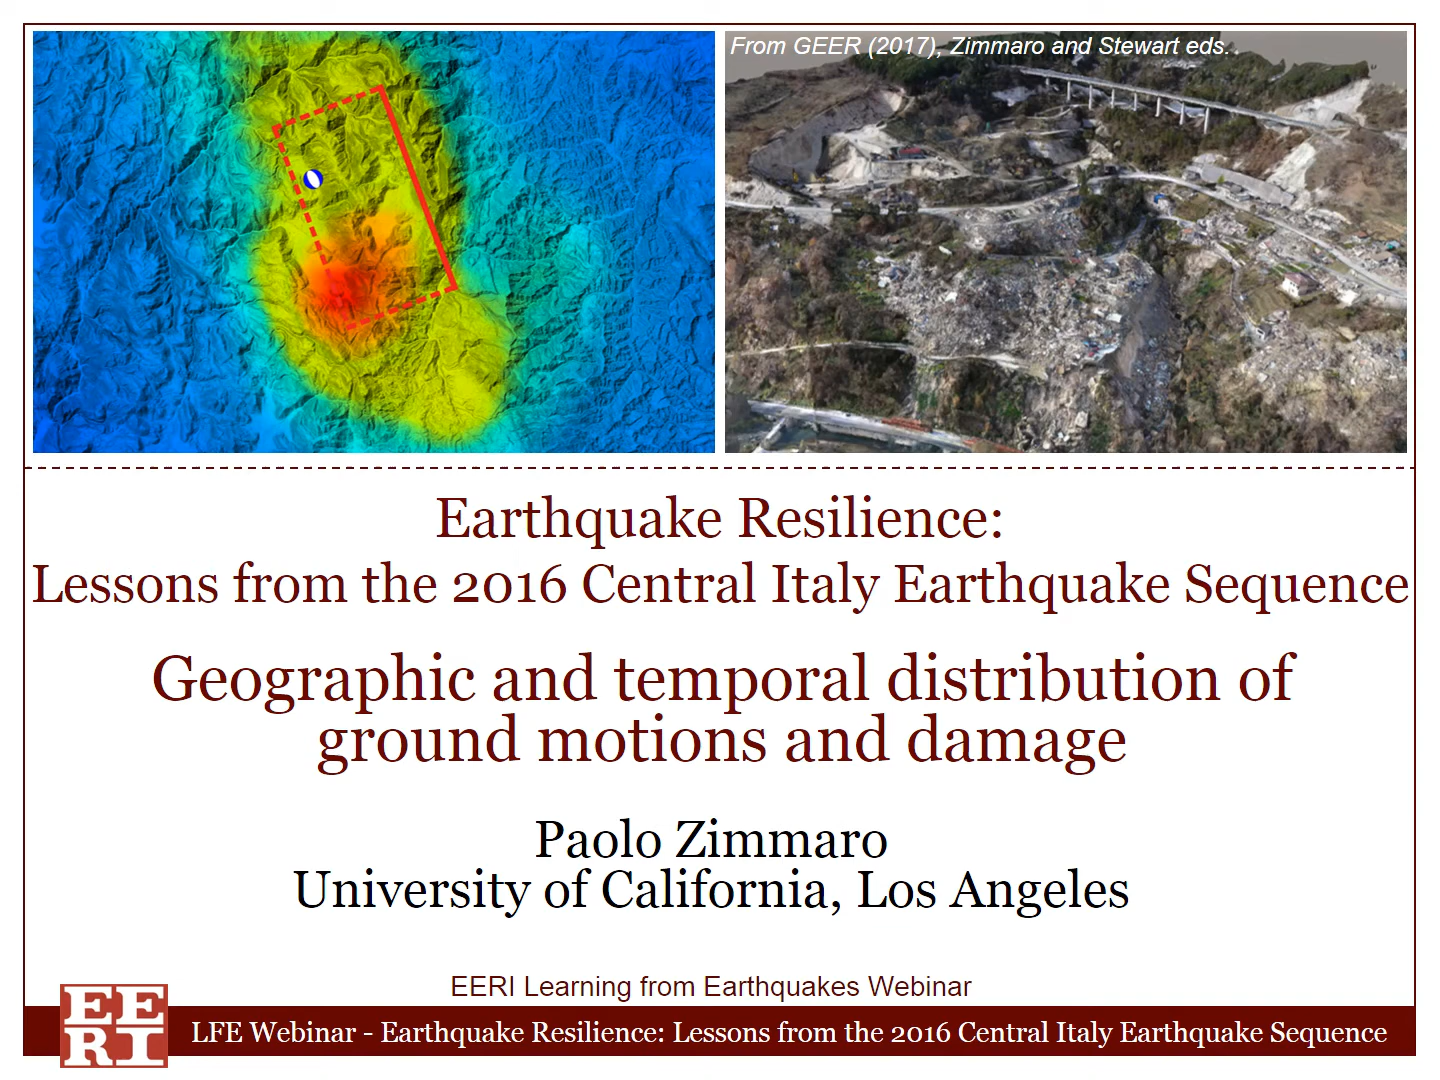 From GEER (2017), Zimmaro and Stewart eds.
Earthquake Resilience:
Lessons from the 2016 Central Italy Earthquake Sequence
Geographic and temporal distribution of
ground motions and damage
Paolo Zimmaro
University of California, Los Angeles
EERI Learning from Earthquakes Webinar
EE
RI
LFE Webinar - Earthquake Resilience: Lessons from the 2016 Central Italy Earthquake Sequence